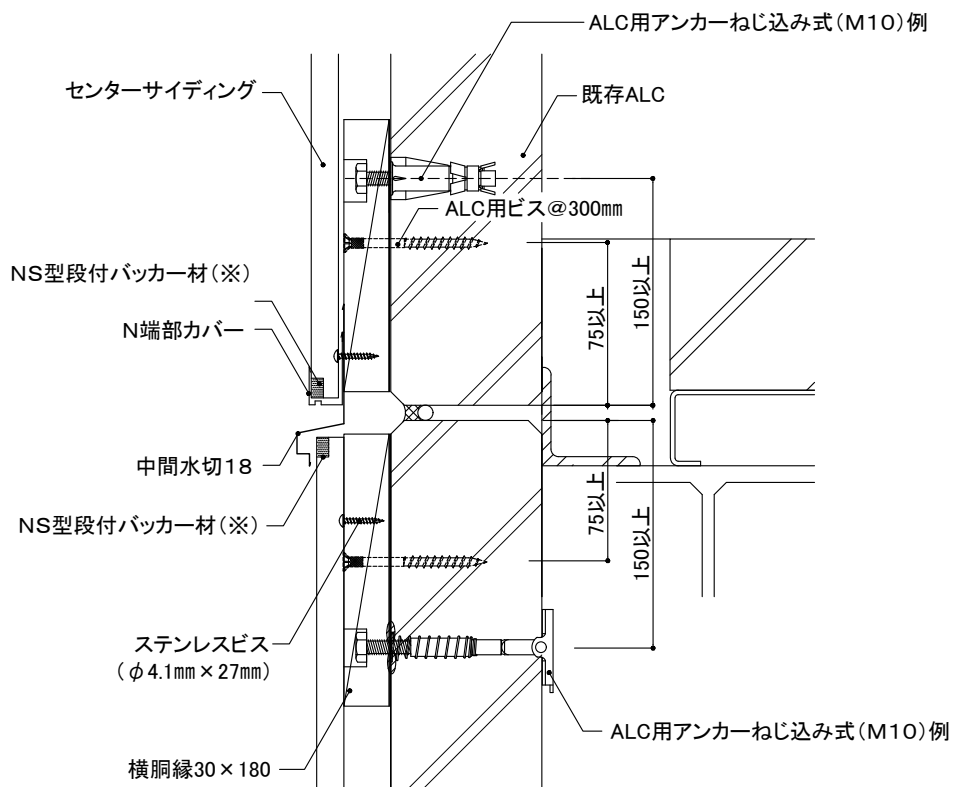 ALC用アンカーねじ込み式(M10)例
センターサイディング
既存ALC
ALC用ビス@300mm
NS型段付バッカー材(※)
N端部カバー
75以上
150以上
中間水切18
NS型段付バッカー材(※)
75以上
150以上
ステンレスビス
(φ4.1mm×27mm)
ALC用アンカーねじ込み式(M10)例
横胴縁30×180